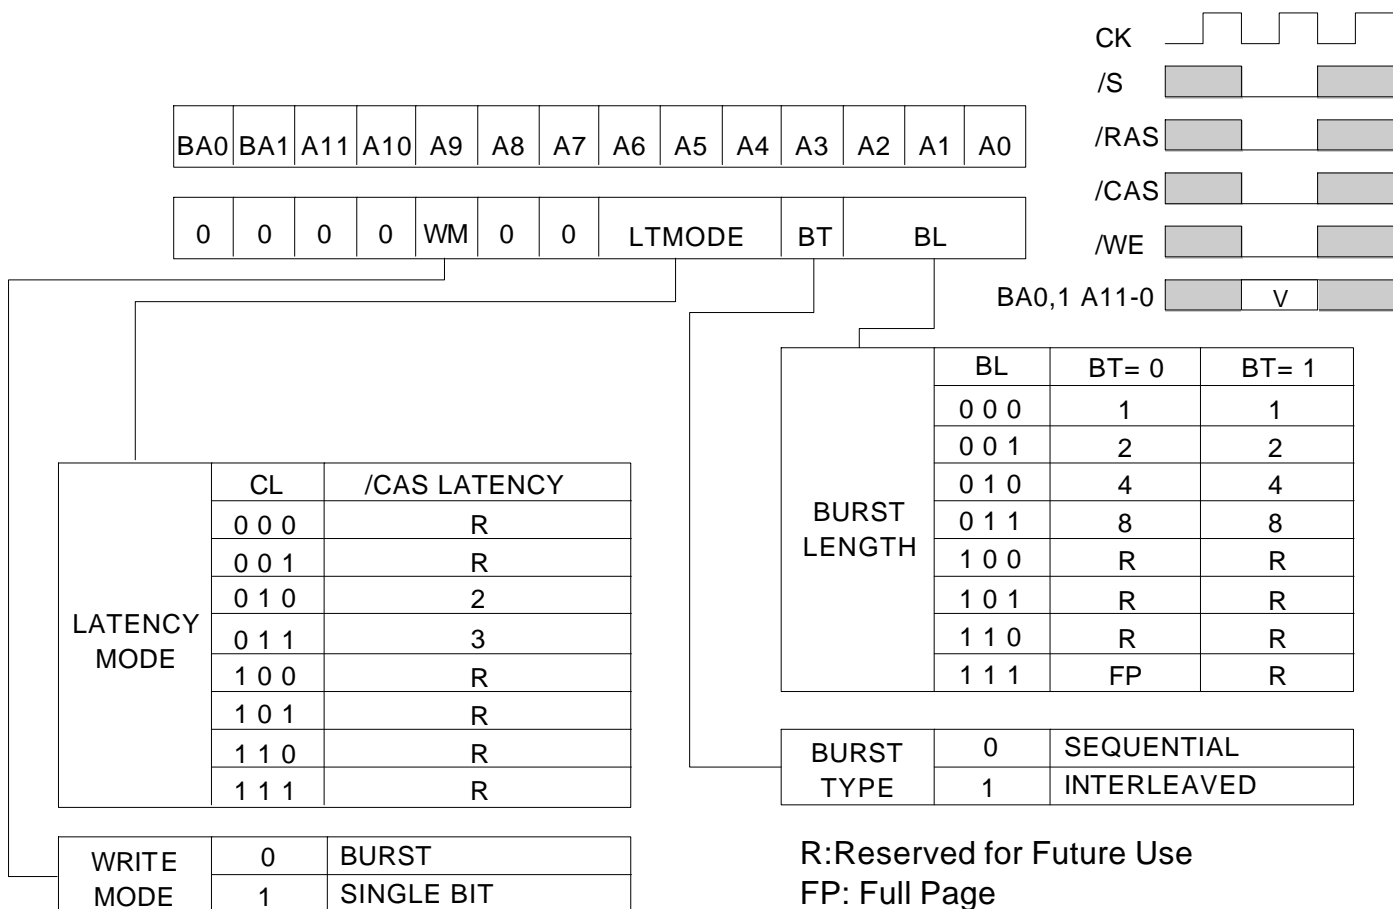 CK
/S
/RAS
/CAS
/WE
BA0,1 A11-0 V
BA0 BA1 A11 A10 A9 A8 A7 A6 A5 A4 A3 A2 A1 A0
0 0 0 0 WM 0 0 LTMODE BT BL
BURST LENGTH
BL BT= 0 BT= 1
0 0 0 1 1
0 0 1 2 2
0 1 0 4 4
0 1 1 8 8
1 0 0 R R
1 0 1 R R
1 1 0 R R
1 1 1 FP R
LATENCY MODE
CL /CAS LATENCY
0 0 0 R
0 0 1 R
0 1 0 2
0 1 1 3
1 0 0 R
1 0 1 R
1 1 0 R
1 1 1 R
BURST TYPE
0 SEQUENTIAL
1 INTERLEAVED
WRITE MODE
0 BURST
1 SINGLE BIT
R:Reserved for Future Use
FP: Full Page